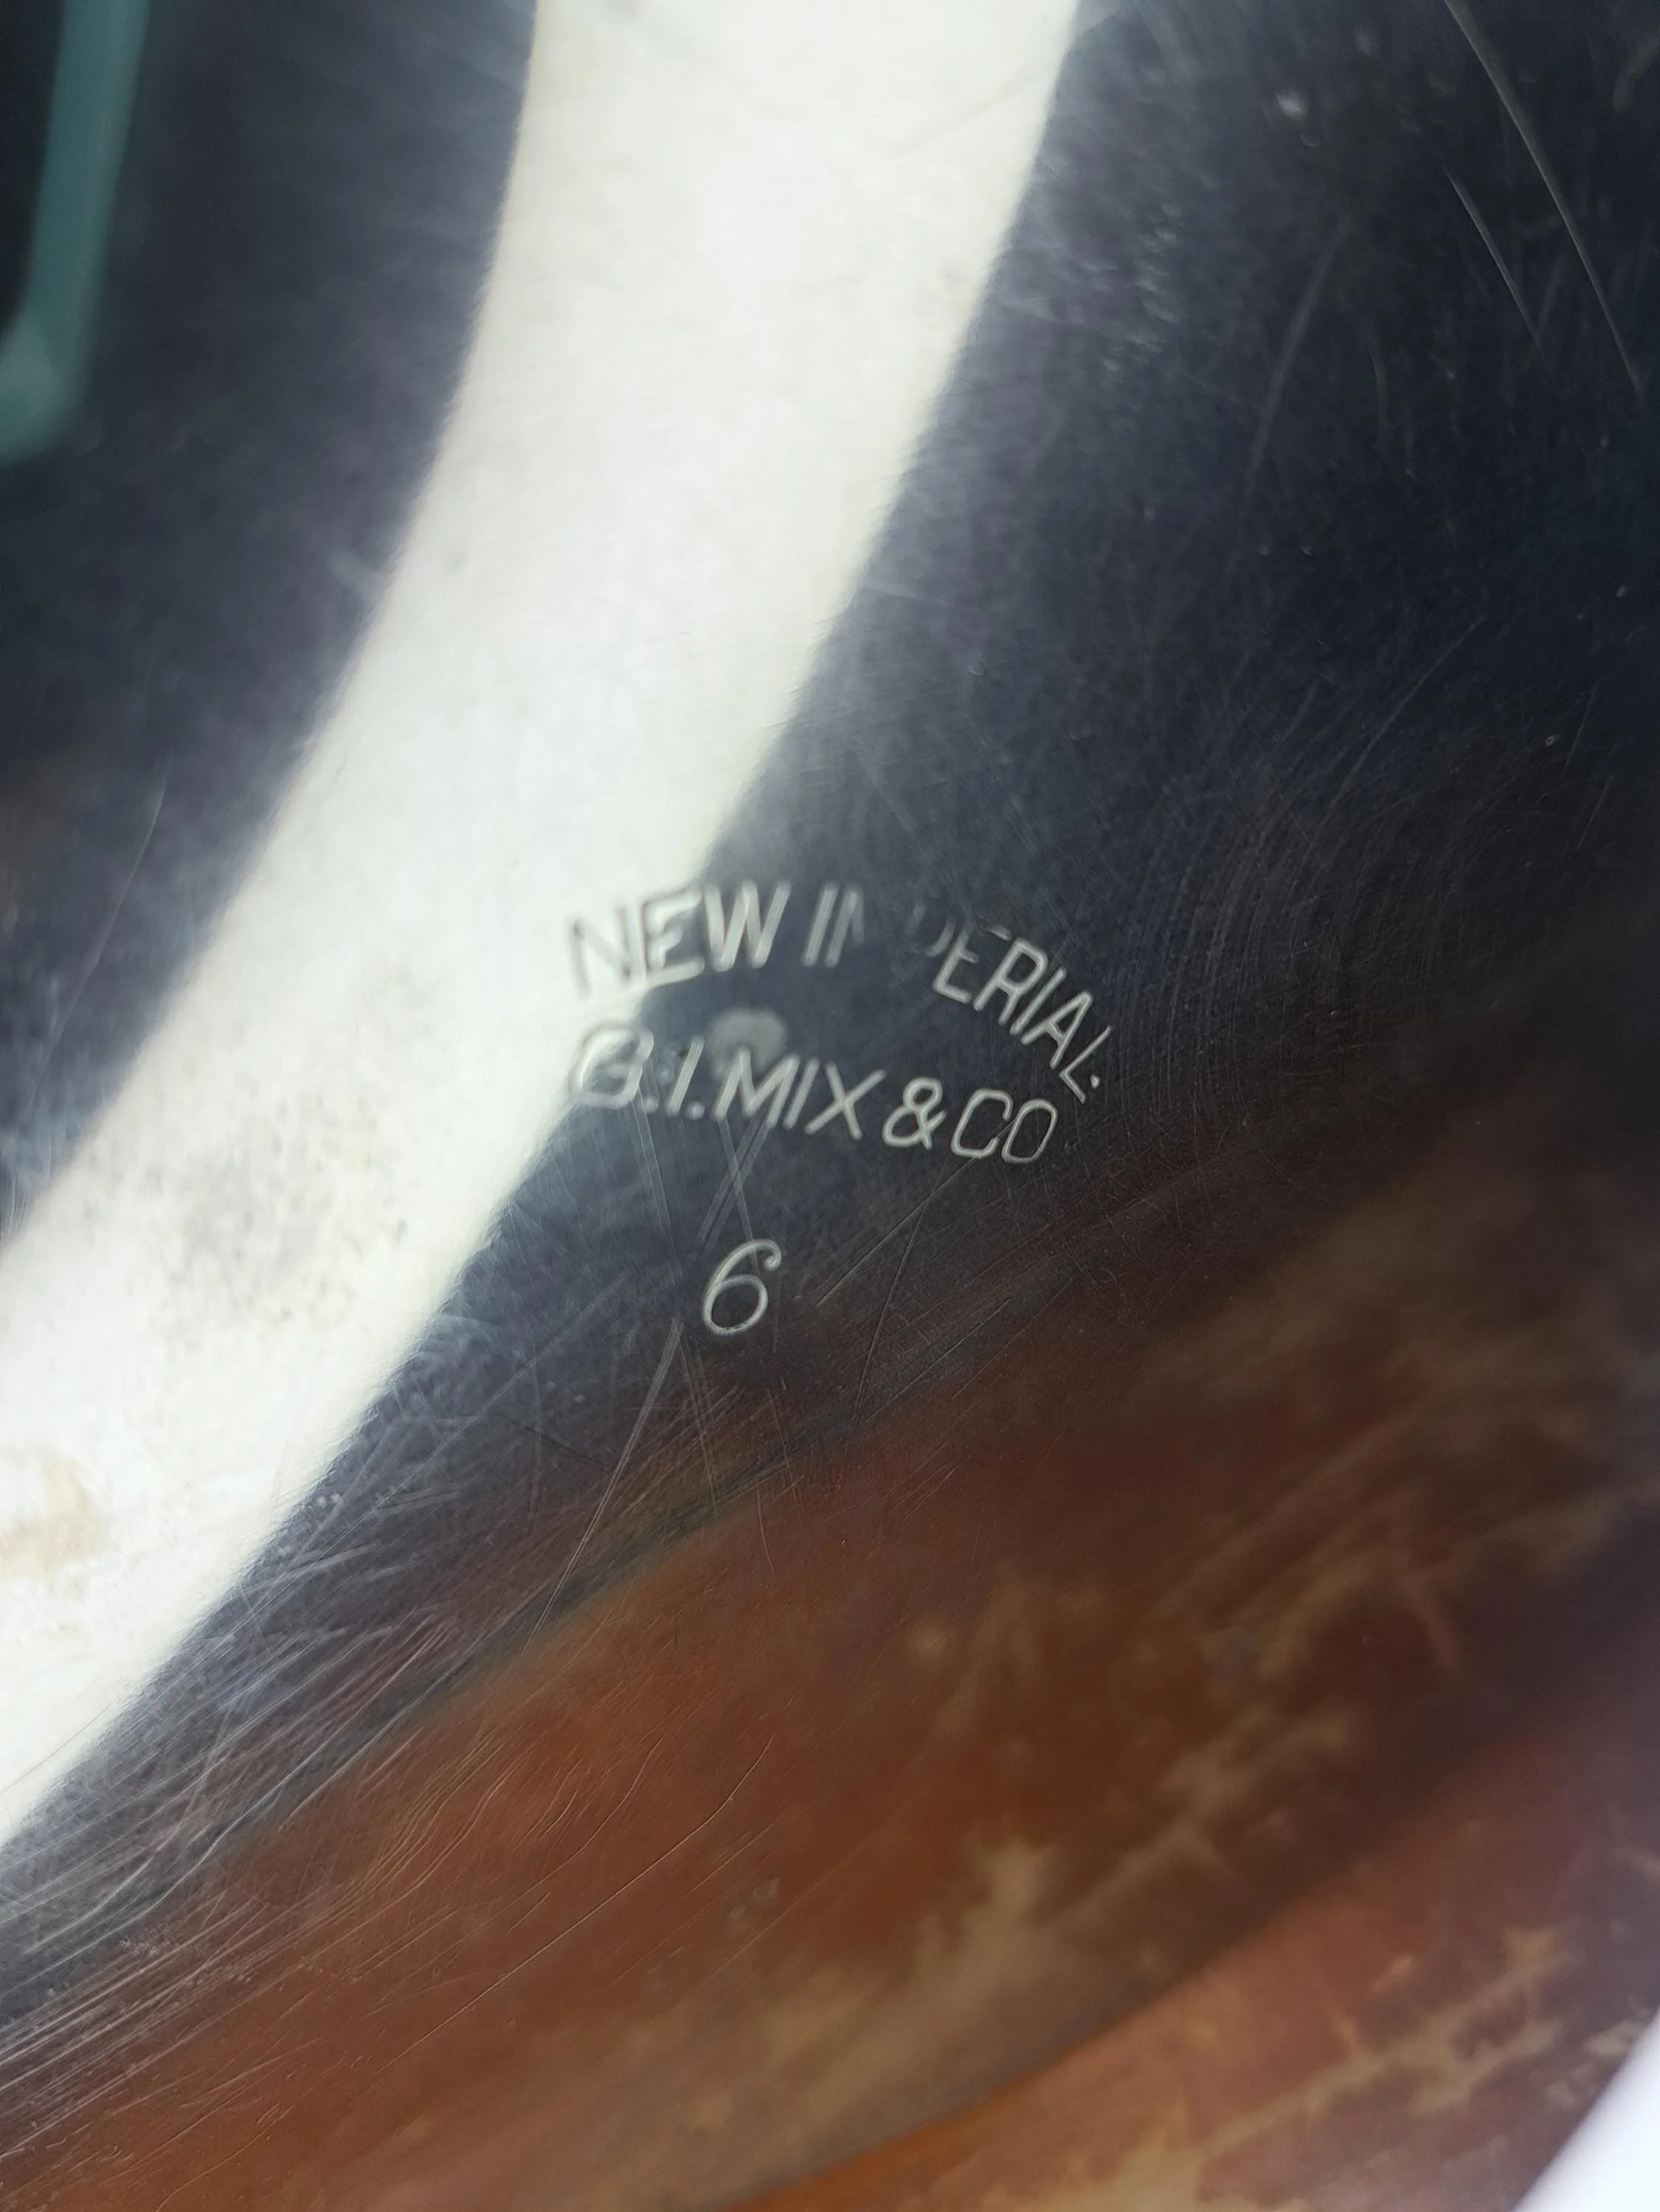 NEW IMPERIAL.
G.I. MIX & CO
6